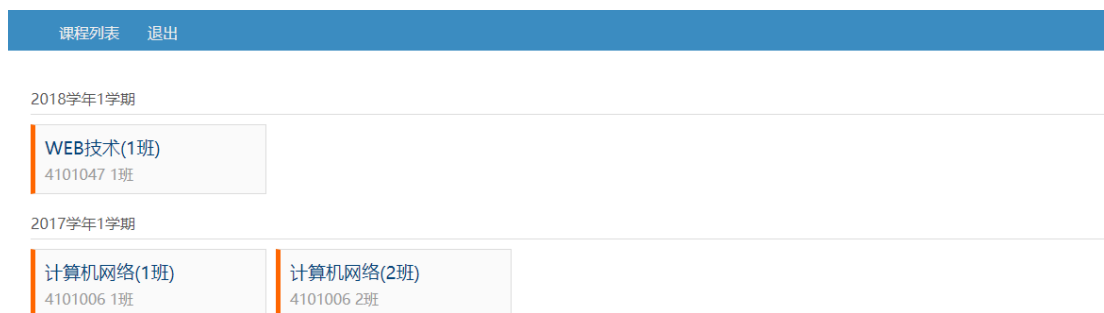 课程列表 退出
2018学年1学期
WEB技术(1班)
4101047 1班
2017学年1学期
计算机网络(1班) 计算机网络(2班)
4101006 1班 4101006 2班